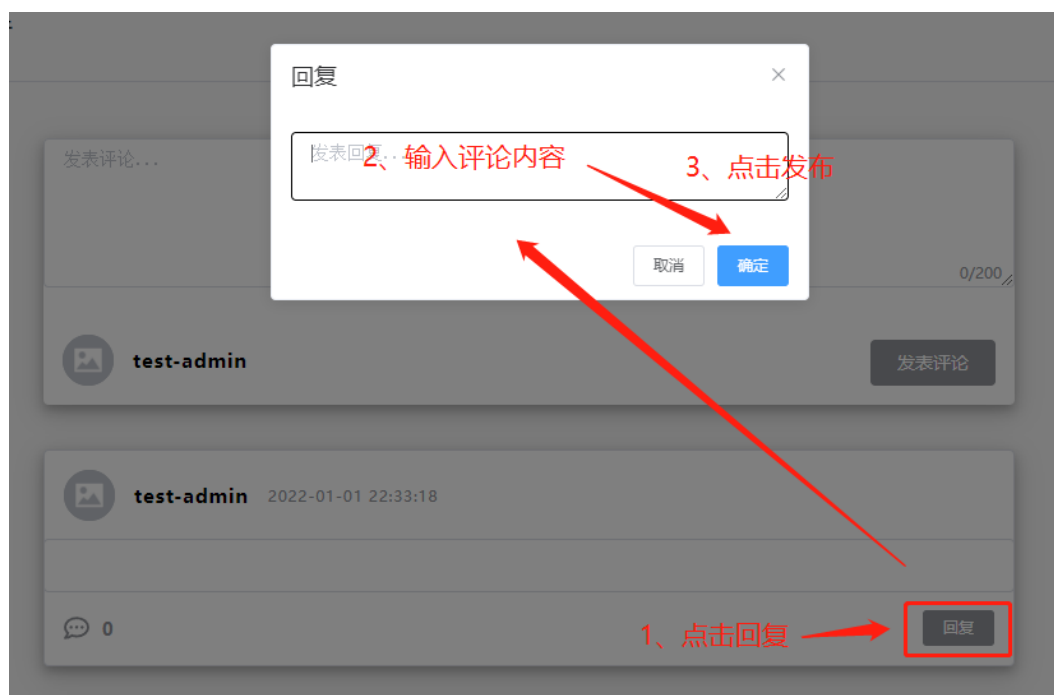 回复
发表评论...
发表回复...
2、输入评论内容
3、点击发布
取消
确定
0/200
test-admin
发表评论
test-admin 2022-01-01 22:33:18
0
1、点击回复
回复